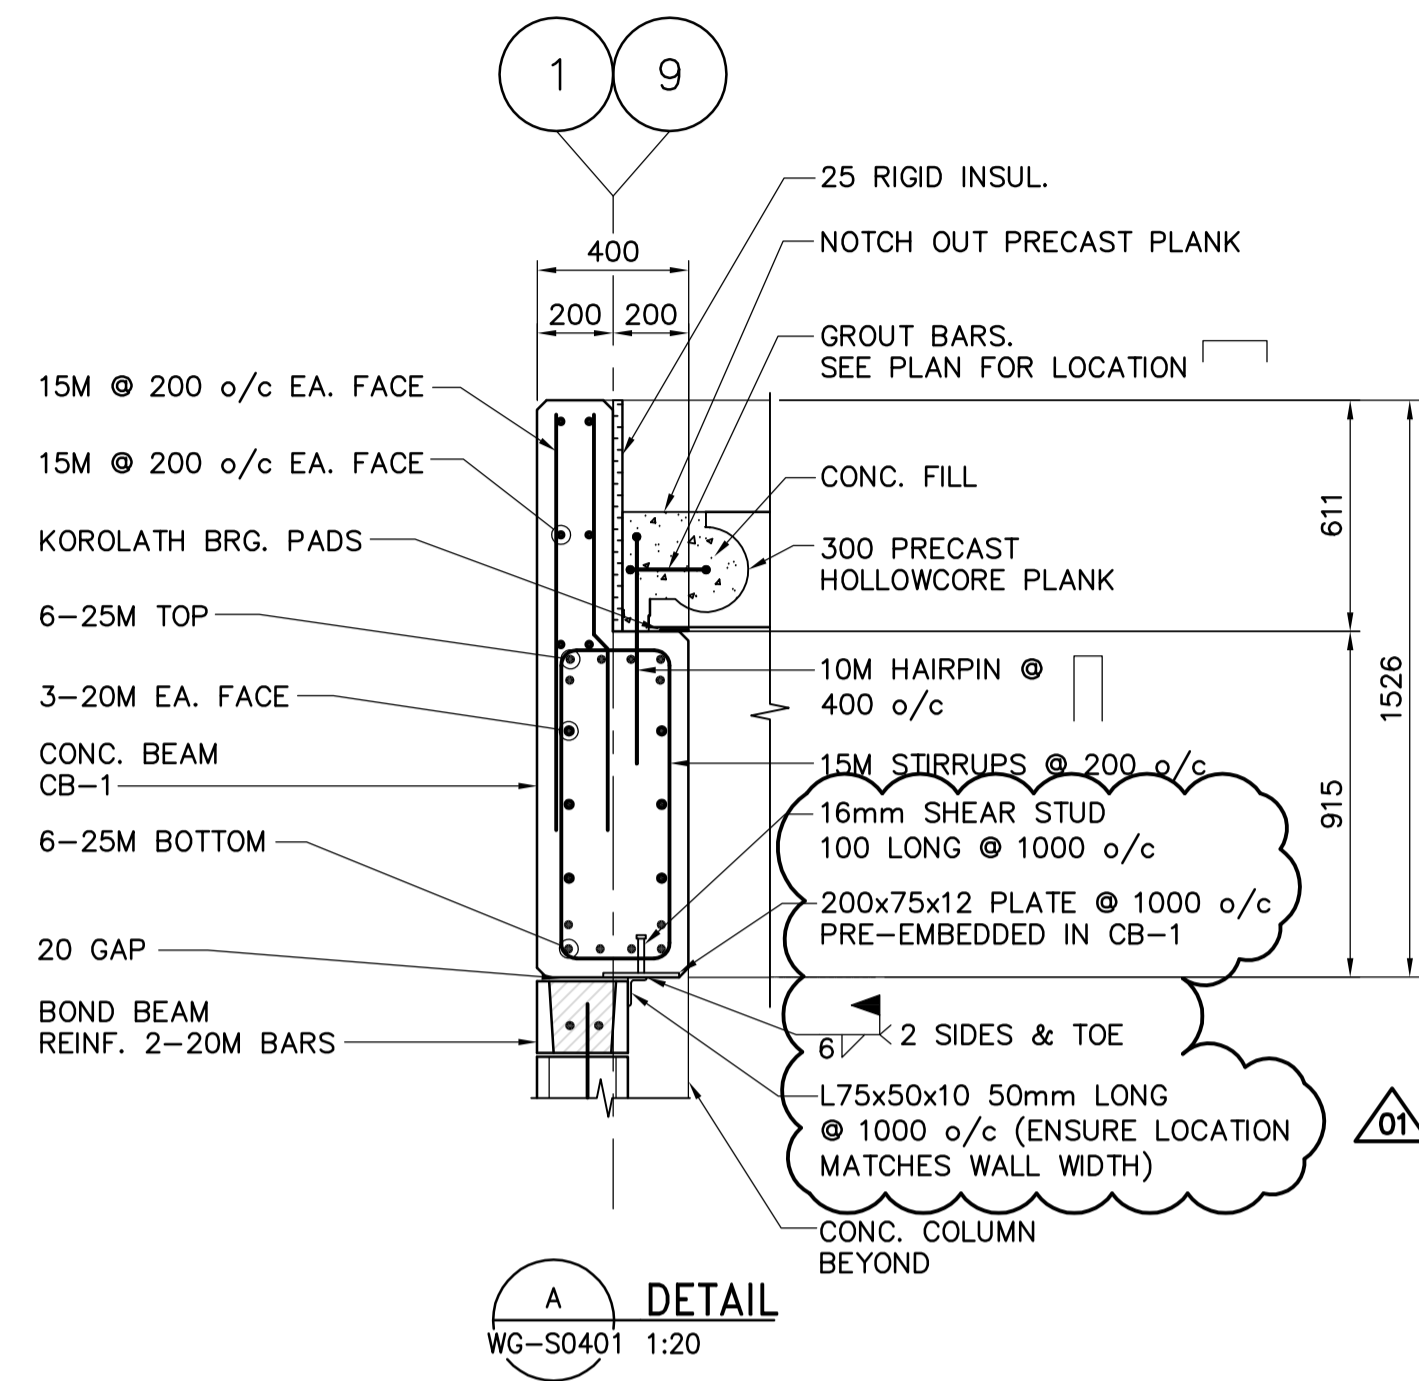 1 9
400
200 200
25 RIGID INSUL.
NOTCH OUT PRECAST PLANK
GROUT BARS.
SEE PLAN FOR LOCATION
15M @ 200 o/c EA. FACE
15M @ 200 o/c EA. FACE
KOROLATH BRG. PADS
6-25M TOP
3-20M EA. FACE
CONC. BEAM
CB-1
6-25M BOTTOM
20 GAP
BOND BEAM
REINF. 2-20M BARS
CONC. FILL
300 PRECAST
HOLLOWCORE PLANK
10M HAIRPIN @
400 o/c
15M STIRRUPS @ 200 o/c
16mm SHEAR STUD
100 LONG @ 1000 o/c
200x75x12 PLATE @ 1000 o/c
PRE-EMBEDDED IN CB-1
6 2 SIDES & TOE
L75x50x10 50mm LONG
@ 1000 o/c (ENSURE LOCATION
MATCHES WALL WIDTH)
CONC. COLUMN
BEYOND
611
915
1526
01
A DETAIL
WG-S0401 1:20